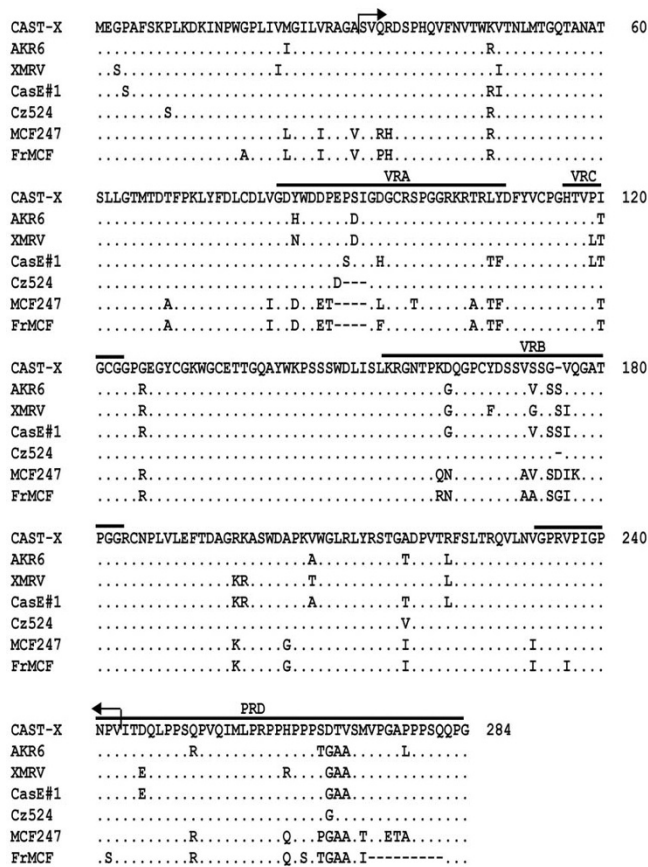 CAST-X MEGPAFSKPLKDKINPWGPLIVMGILVRAGASVQRDSPHQVFNVTWKVTNLMTGQTANAT 60
AKR6 ......................I.......................R.............
XMRV ..S..................I.........................I............
CasE#1 ...S..........................................RI............
Cz524 ........S.....................................R.............
MCF247 ......................L...I...V..RH...........R.............
FrMCF .................A....L...I...V..PH...........R.............
VRA VRC
CAST-X SLLGTMTDTFPKLYFDLCDLVGDYWDDPEPSIGDGCRSPGGRKRTRLYDFYVCPGHTVPI 120
AKR6 .......................H......D............................T
XMRV .......................N......D...........................LT
CasE#1 .............................S...H............TF..........LT
Cz524 ............................D---............................
MCF247 ........A...........I..D..ET----.L...S......A.TF...........T
FrMCF ........A...........I..D..ET----.F..........A.TF...........T
VRB
CAST-X GCGGPGEGYCGKWGCETTGQAYWKPSSSWDLISLKRGNTPKDQGPCYDSSVSSG-VQGAT 180
AKR6 .....R...................................G.........V.SS.....
XMRV .....R...................................G....F....G..SI....
CasE#1 .....R...................................G.........V.SSI....
Cz524 ......................................................-.....
MCF247 .....R..................................QN........AV.SDIK...
FrMCF .....R..................................RN........AA.SGI....
CAST-X PGGRCNPLVLEFTDAGRKASWDAPKVWGLRLYRSTGADPVTRFSLTRQVLNVGPRVPIGP 240
AKR6 .........................A..........T....L..................
XMRV ................KR.......T...............L..................
CasE#1 ................KR.......A..........T....L..................
Cz524 ....................................V.......................
MCF247 ................K.....G.............I..............I........
FrMCF ................K.....G.............I..............I...I....
PRD
CAST-X NPVITDQLPPSQPVQIMLPRPPHPPPSDTVSMVPGAPPPSQQPG 284
AKR6 ...........R..............TGAA......L.......
XMRV .....E................R....GAA..............
CasE#1 .....E.....................GAA..............
Cz524 ...........................G................
MCF247 ...........R..........Q...PGAA.T..ETA.......
FrMCF .S.........R..........Q.S.TGAA.I---------...